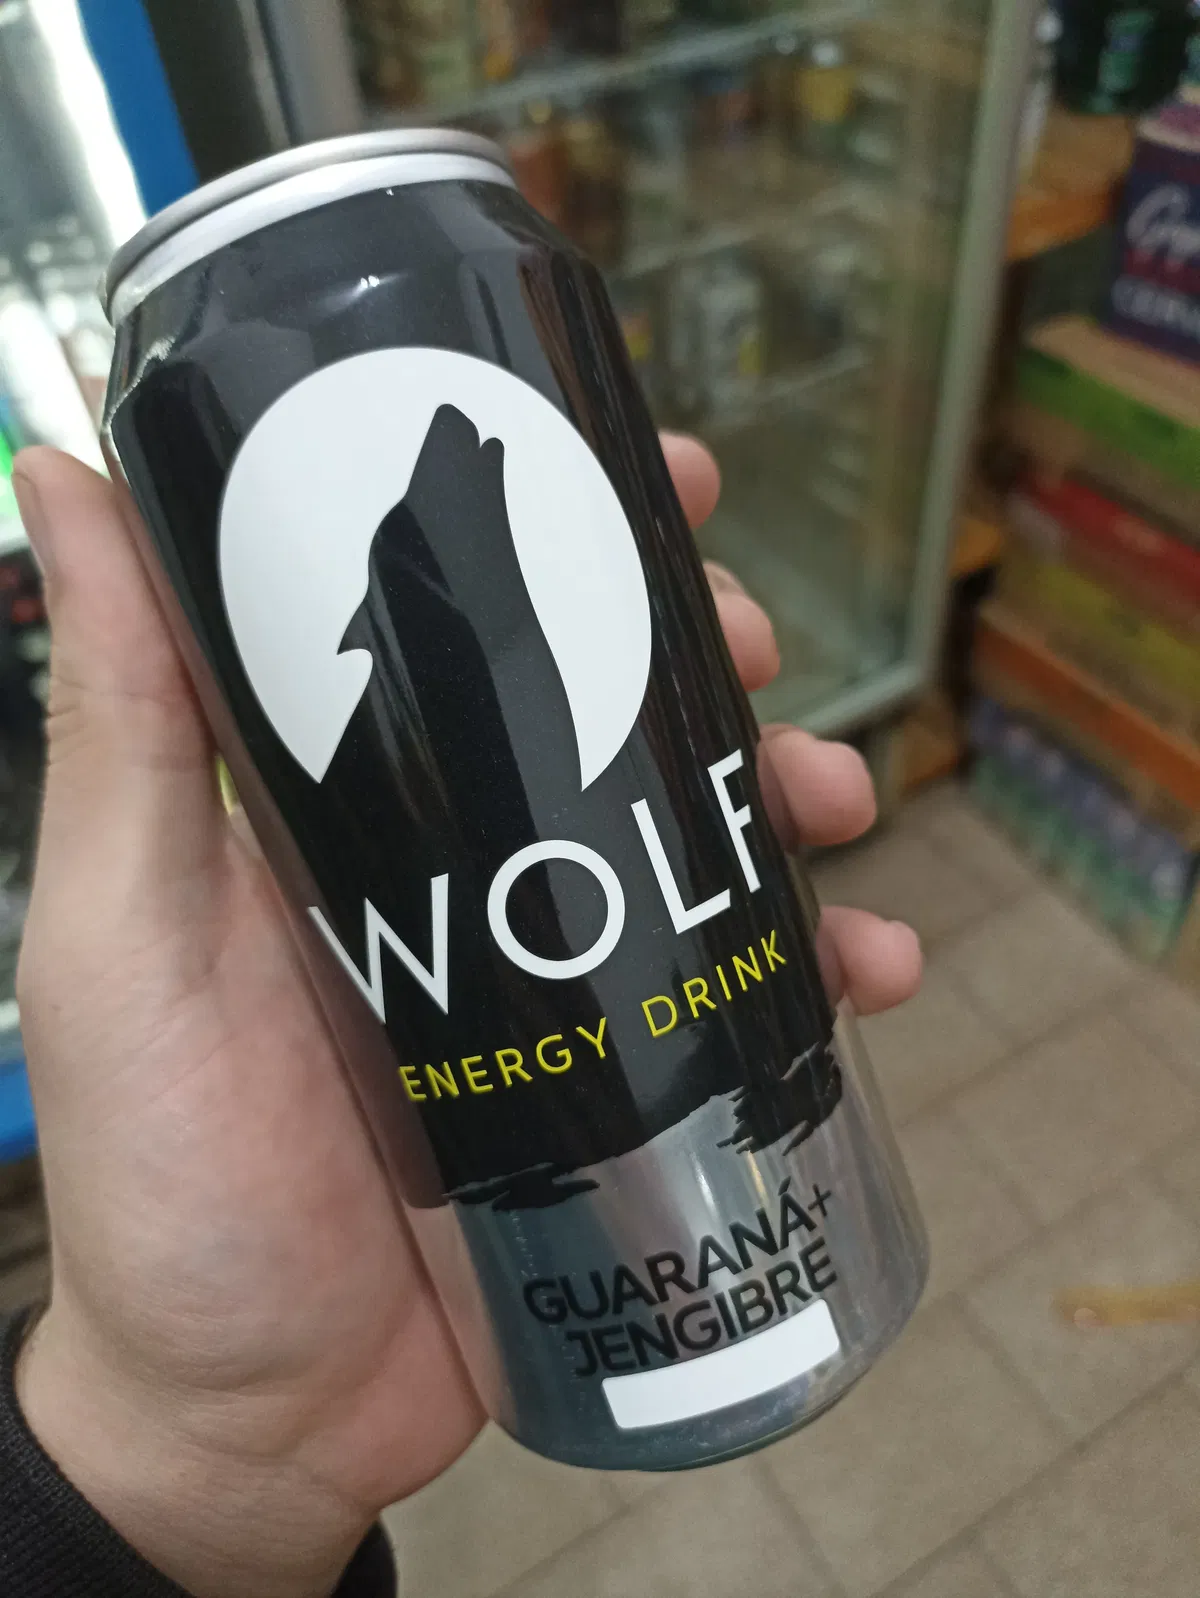 WOLF
ENERGY DRINK
GUARANÁ+
JENGIBRE